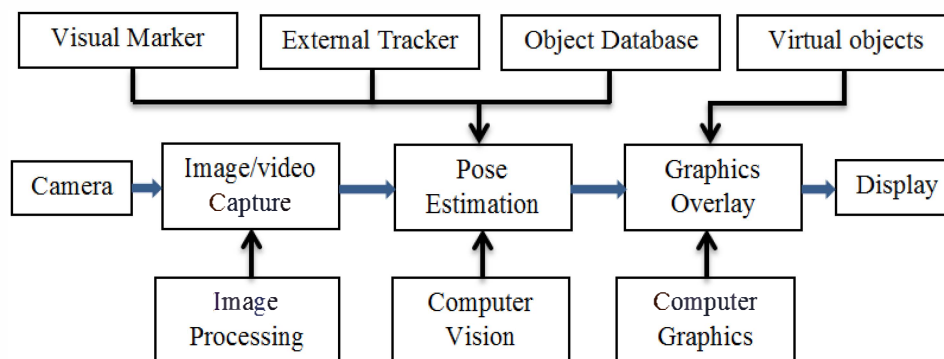 Visual Marker
External Tracker
Object Database
Virtual objects
Camera
Image/video
Capture
Pose
Estimation
Graphics
Overlay
Display
Image
Processing
Computer
Vision
Computer
Graphics